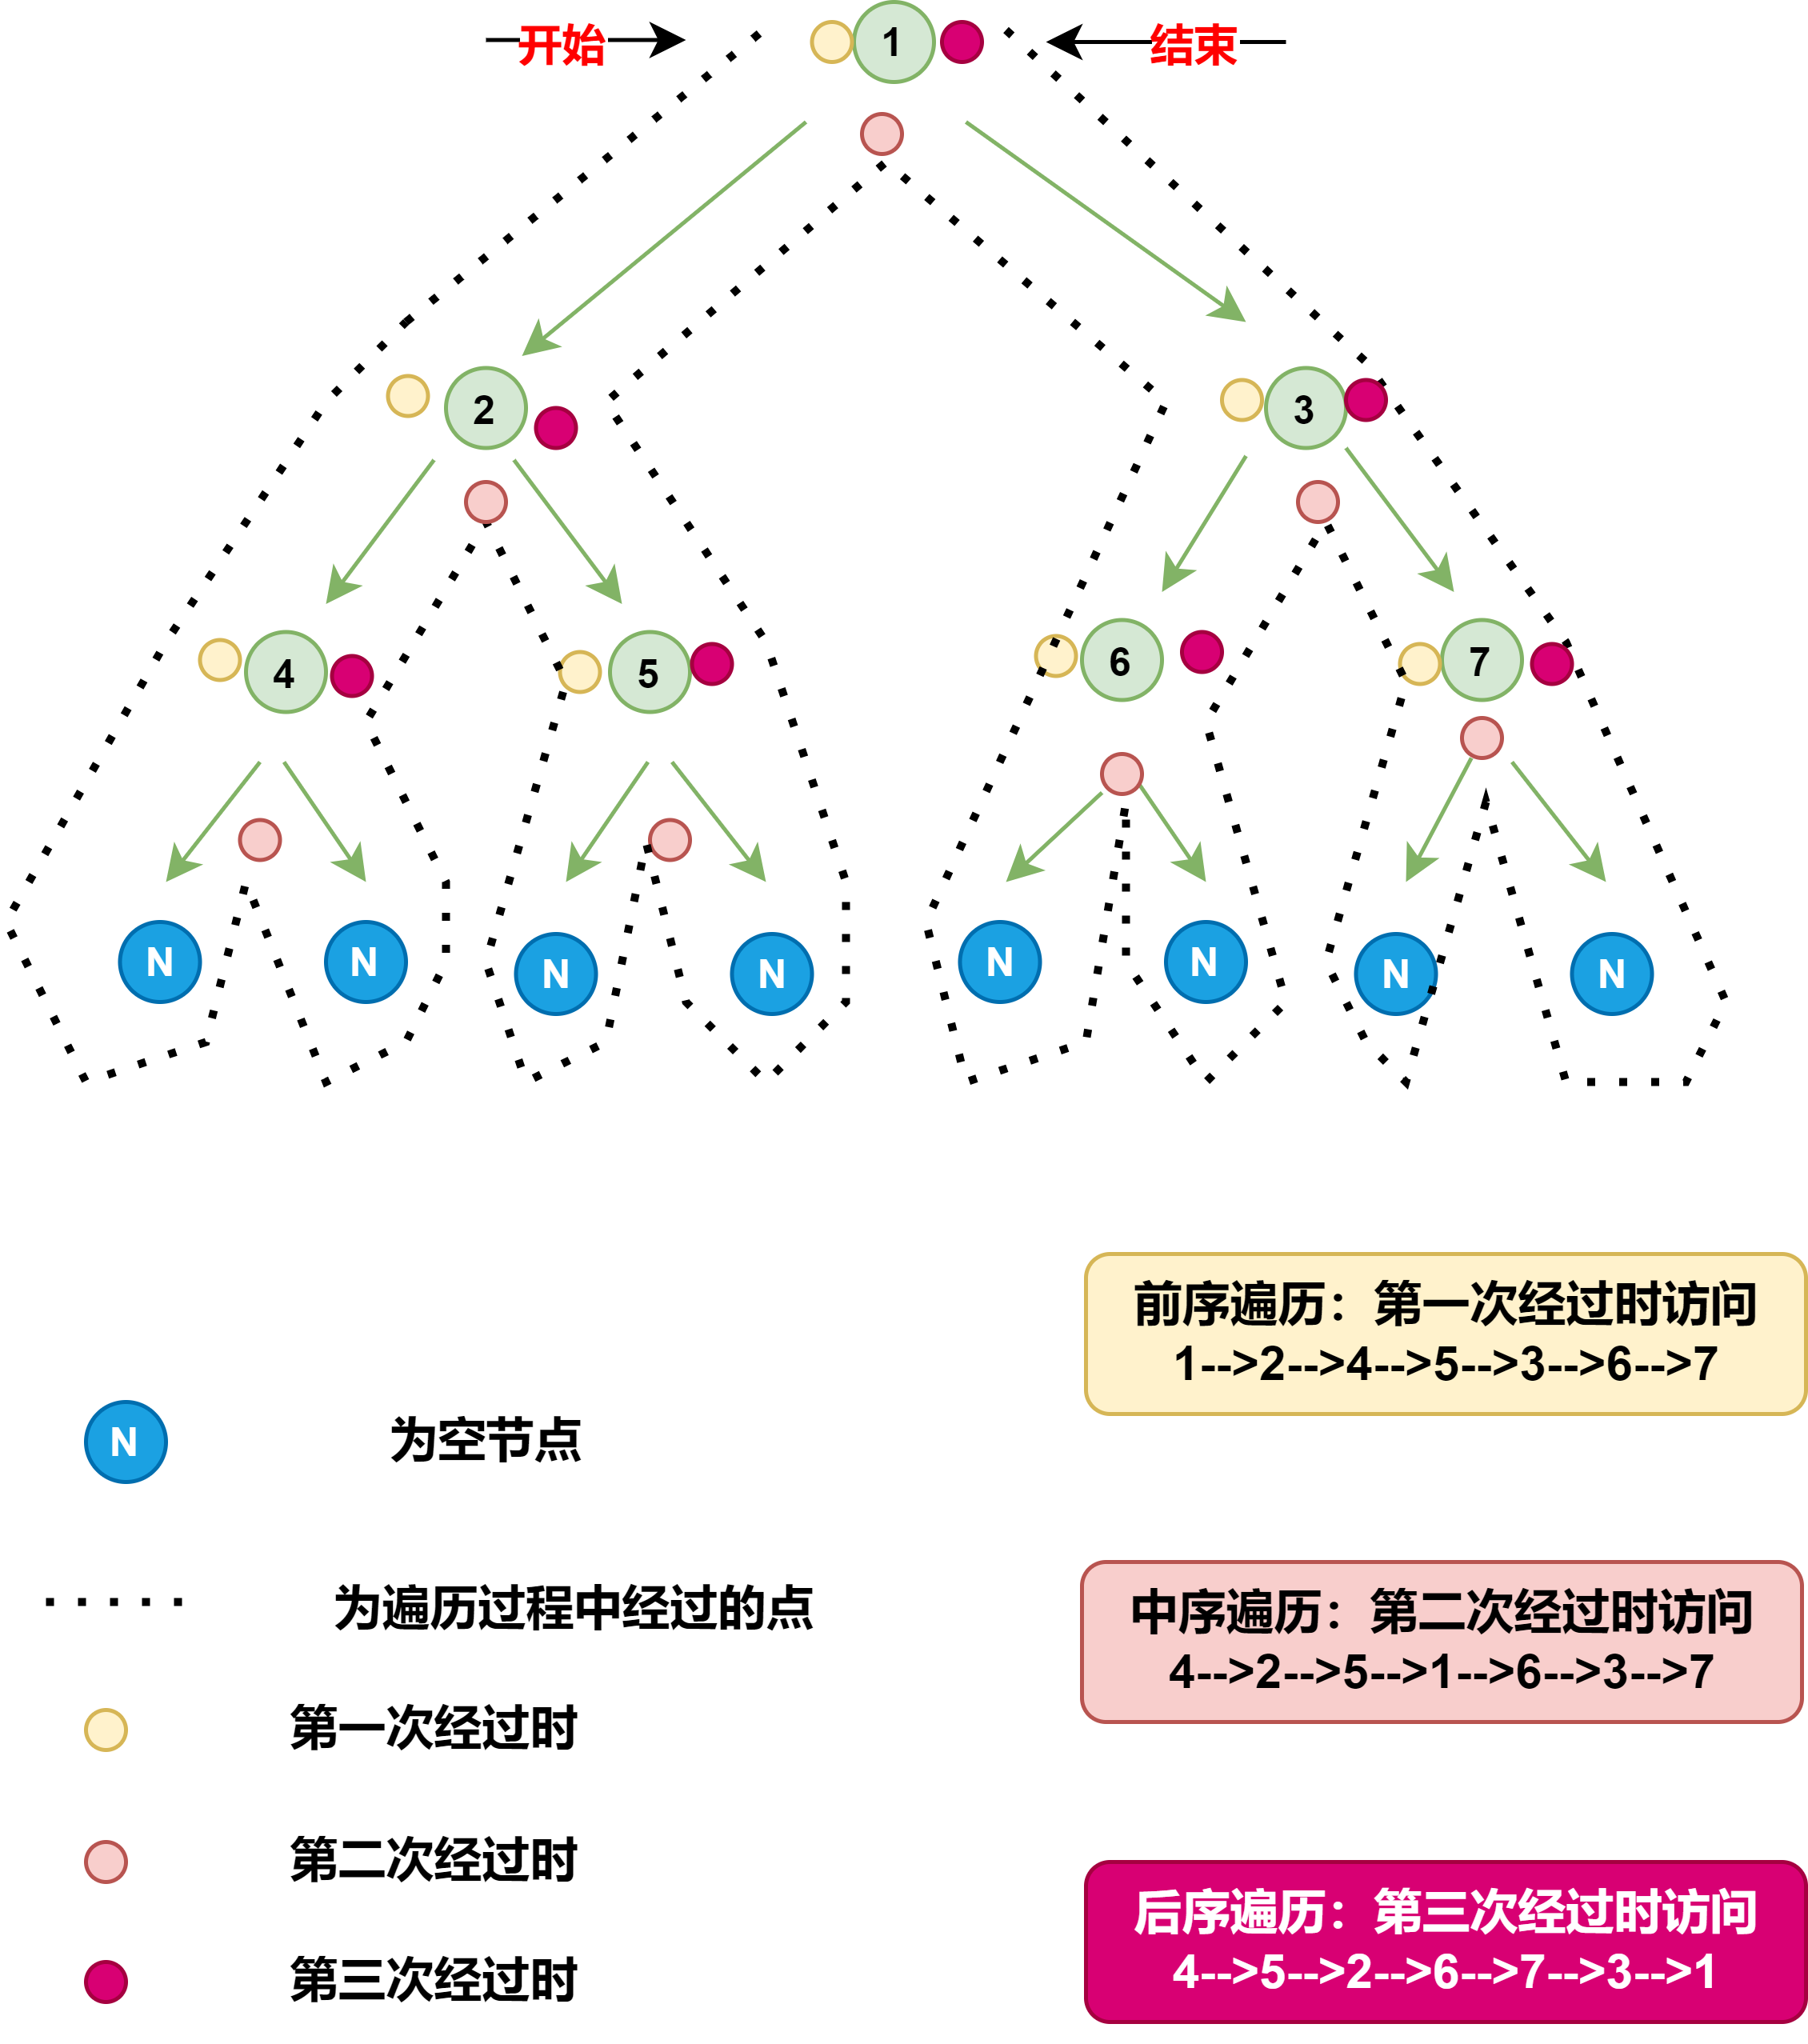 开始
1
结束
2
3
4
5
6
7
N
N
N
N
N
N
N
N
前序遍历：第一次经过时访问
1-->2-->4-->5-->3-->6-->7
N
为空节点
中序遍历：第二次经过时访问
4-->2-->5-->1-->6-->3-->7
为遍历过程中经过的点
第一次经过时
第二次经过时
后序遍历：第三次经过时访问
4-->5-->2-->6-->7-->3-->1
第三次经过时